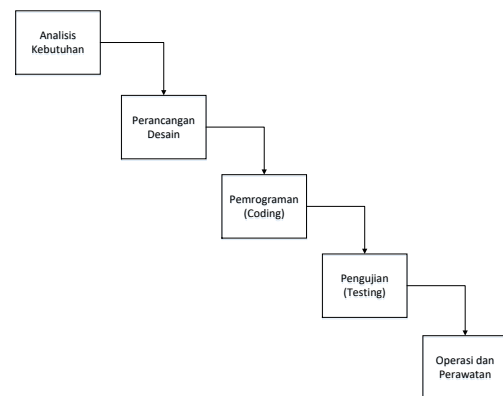 Analisis
Kebutuhan
Perancangan
Desain
Pemrograman
(Coding)
Pengujian
(Testing)
Operasi dan
Perawatan